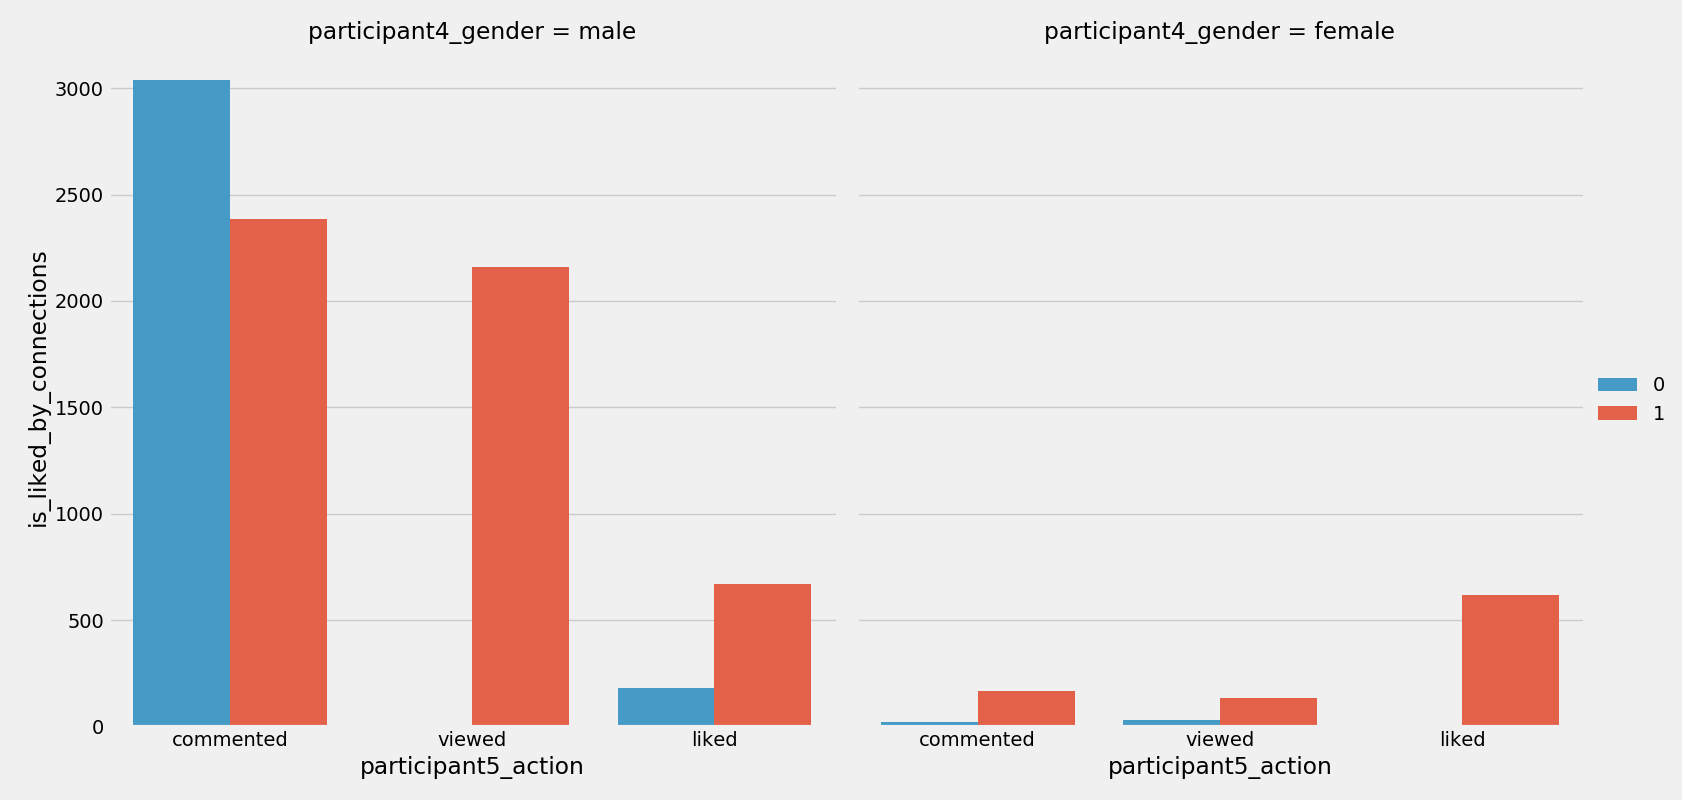 participant4_gender = male
participant4_gender = female
is_liked_by_connections
3000
2500
2000
1500
1000
500
0
commented viewed liked
participant5_action
commented viewed liked
participant5_action
0
1